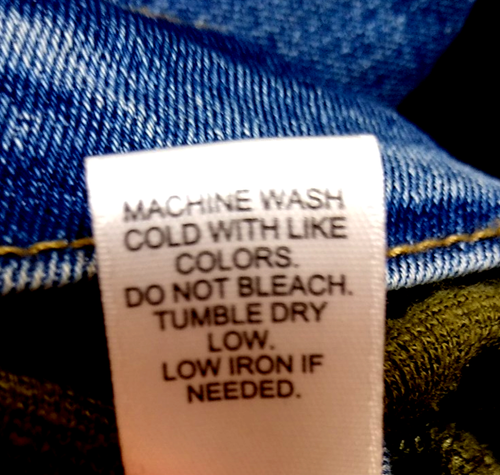 MACHINE WASH
COLD WITH LIKE
COLORS.
DO NOT BLEACH.
TUMBLE DRY
LOW.
LOW IRON IF
NEEDED.